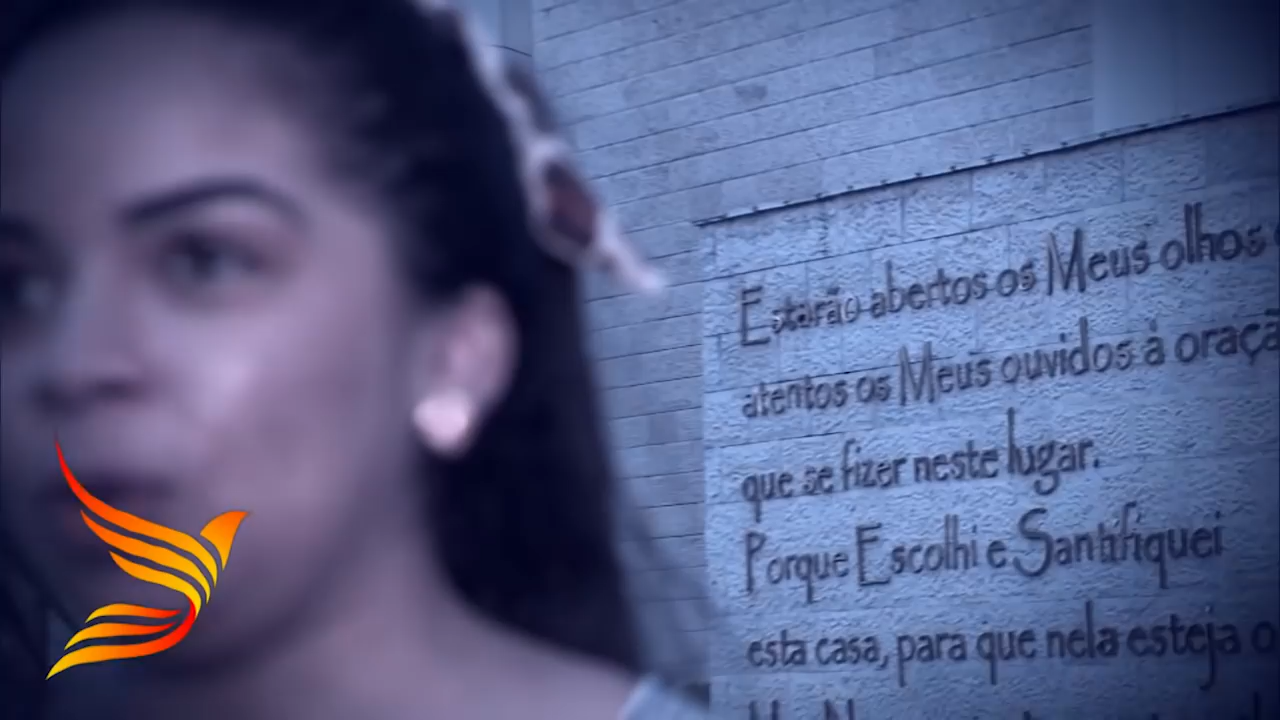 Estarão abertos os Meus olhos
atentos os Meus ouvidos à oraçã
que se fizer neste lugar.
Porque Escolhi e Santifiquei
esta casa, para que nela esteja o